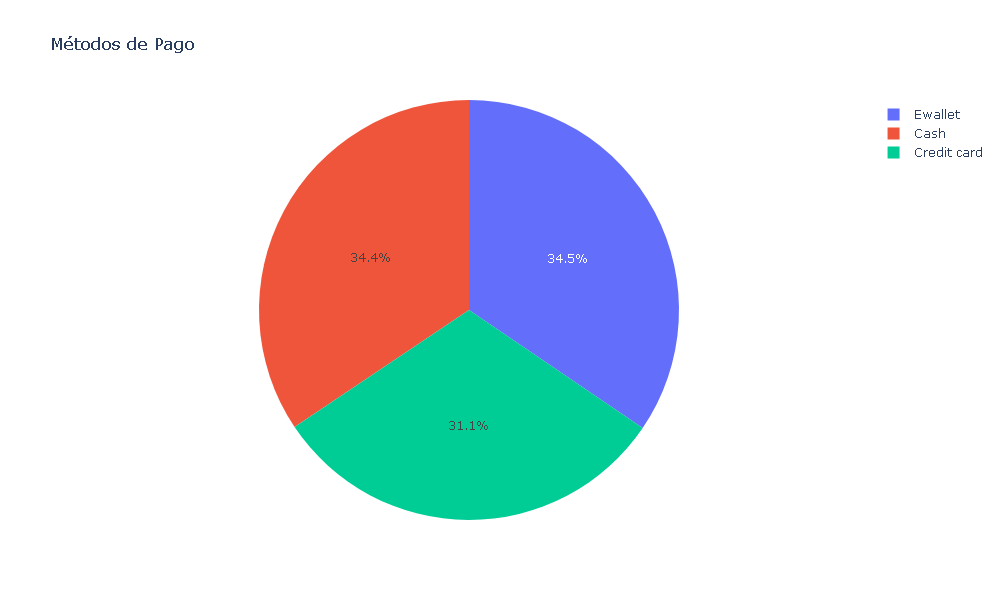 Métodos de Pago
Ewallet
Cash
Credit card
34.4%
34.5%
31.1%